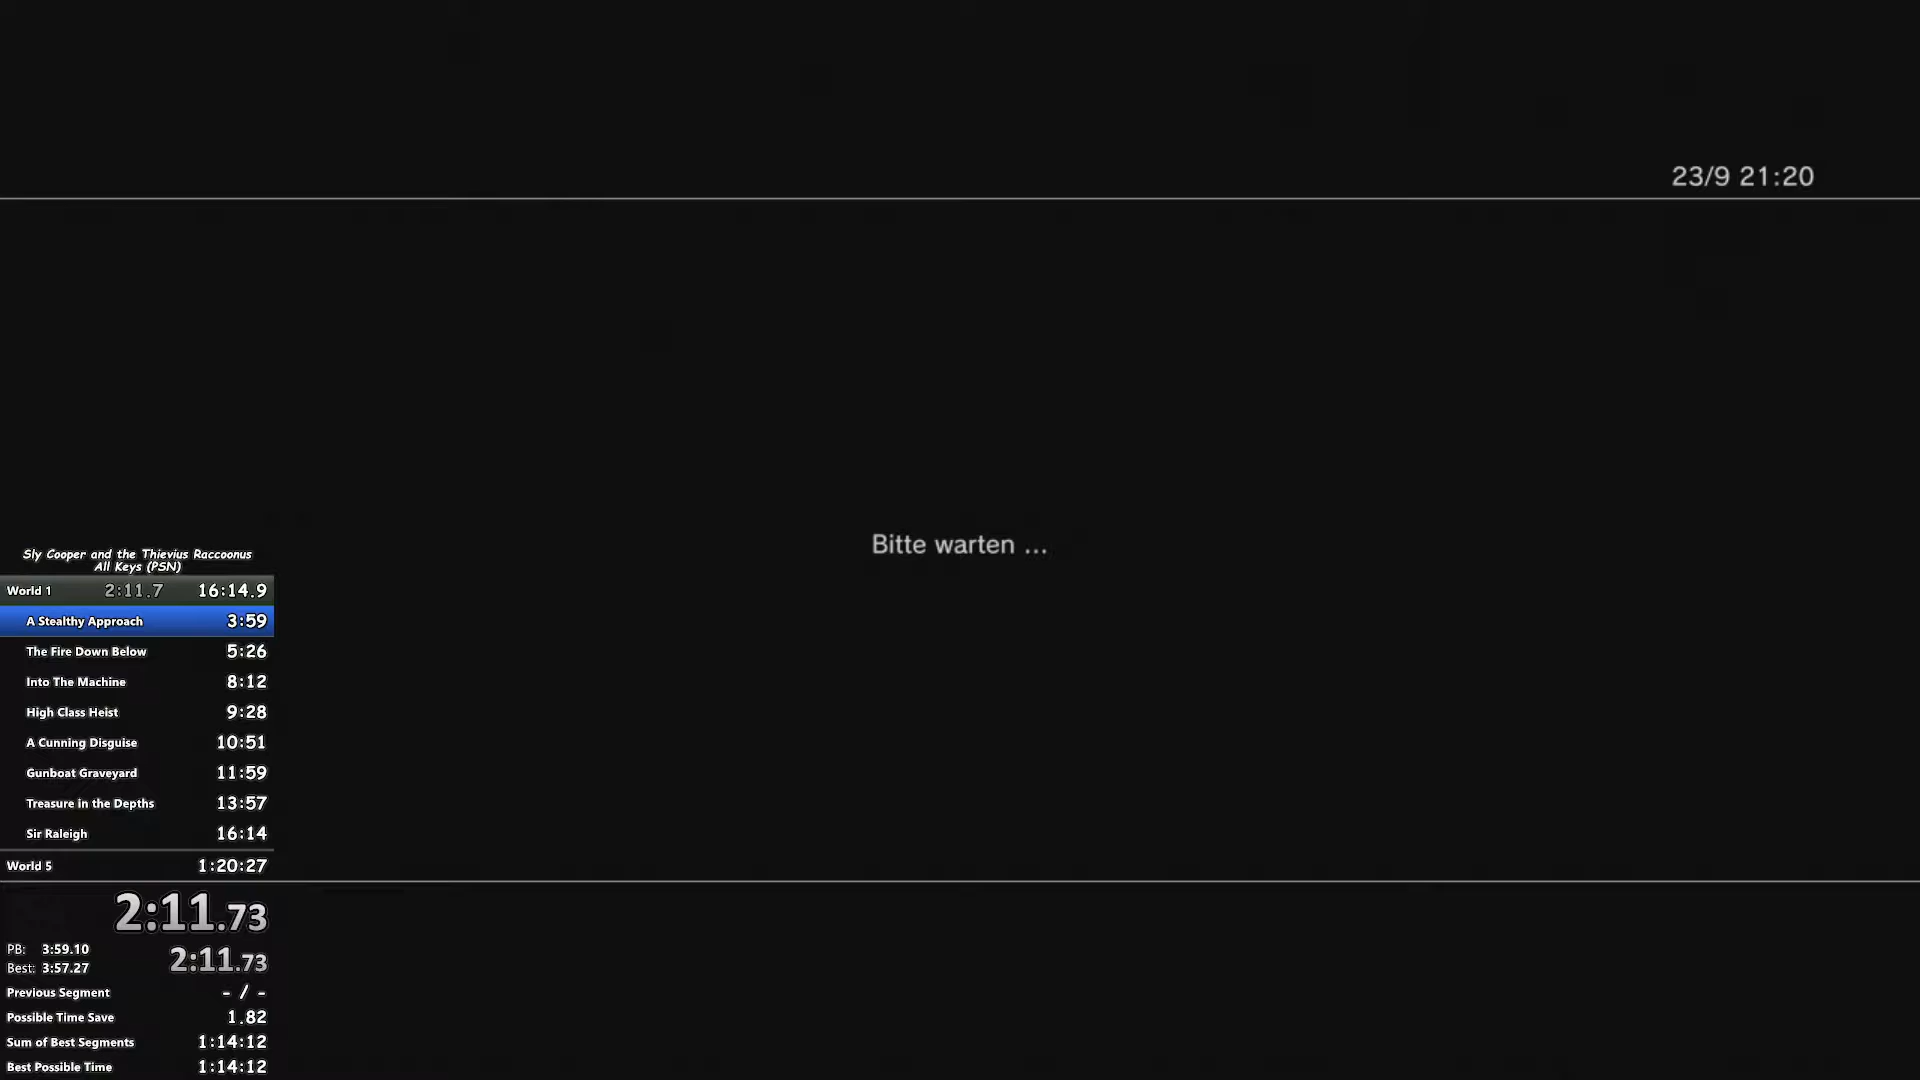 23/9 21:20
Bitte warten ...
Sly Cooper and the Thievius Raccoonus
All Keys (PSN)
World 1 2:11.7 16:14.9
A Stealthy Approach 3:59
The Fire Down Below 5:26
Into The Machine 8:12
High Class Heist 9:28
A Cunning Disguise 10:51
Gunboat Graveyard 11:59
Treasure in the Depths 13:57
Sir Raleigh 16:14
World 5 1:20:27
2:11.73
PB: 3:59.10
2:11.73
Best: 3:57.27
Previous Segment - / -
Possible Time Save 1.82
Sum of Best Segments 1:14:12
Best Possible Time 1:14:12